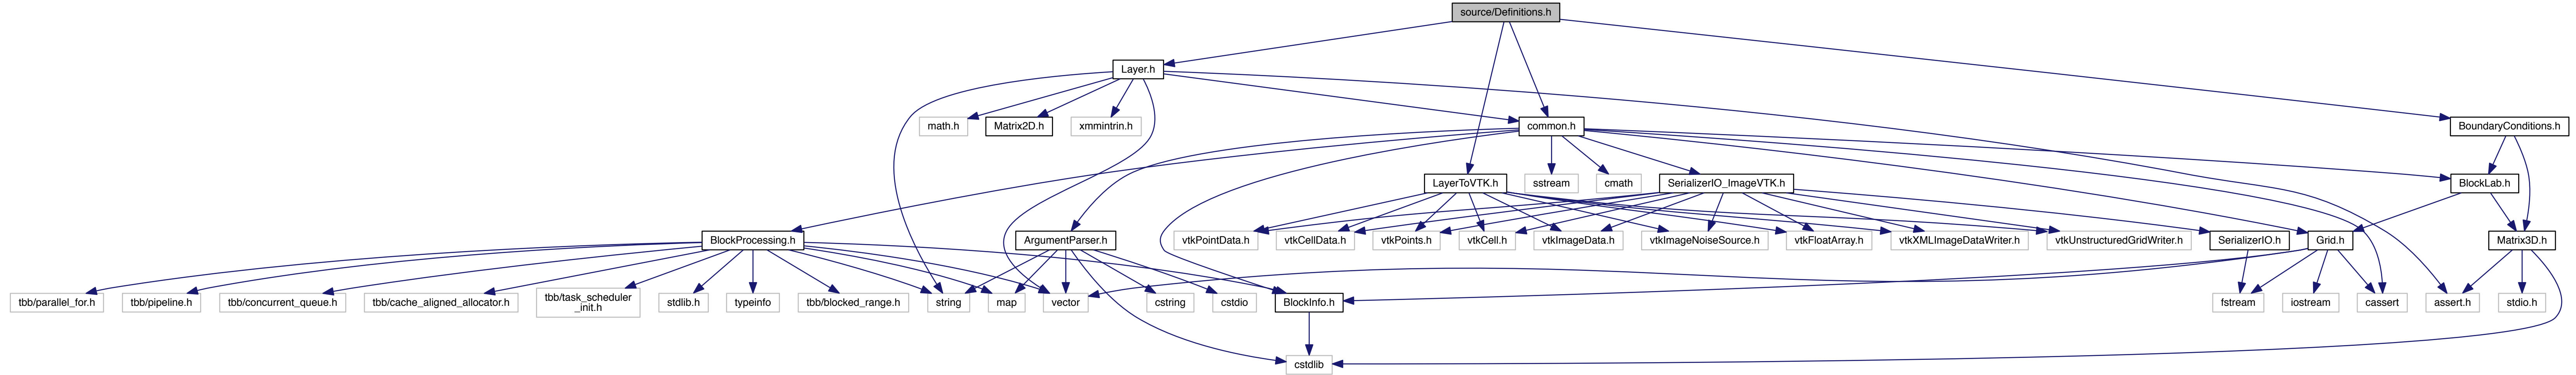 source/Definitions.h
Layer.h
math.h
Matrix2D.h
xmmintrin.h
common.h
BoundaryConditions.h
LayerToVTK.h
sstream
cmath
SerializerIO_ImageVTK.h
BlockLab.h
BlockProcessing.h
ArgumentParser.h
vtkPointData.h
vtkCellData.h
vtkPoints.h
vtkCell.h
vtkImageData.h
vtkImageNoiseSource.h
vtkFloatArray.h
vtkXMLImageDataWriter.h
vtkUnstructuredGridWriter.h
SerializerIO.h
Grid.h
Matrix3D.h
tbb/parallel_for.h
tbb/pipeline.h
tbb/concurrent_queue.h
tbb/cache_aligned_allocator.h
tbb/task_scheduler
_init.h
stdlib.h
typeinfo
tbb/blocked_range.h
string
map
vector
cstring
cstdio
BlockInfo.h
fstream
iostream
cassert
assert.h
stdio.h
cstdlib